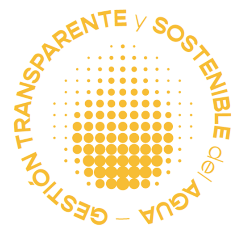 GESTIÓN TRANSPARENTE y SOSTENIBLE del AGUA –